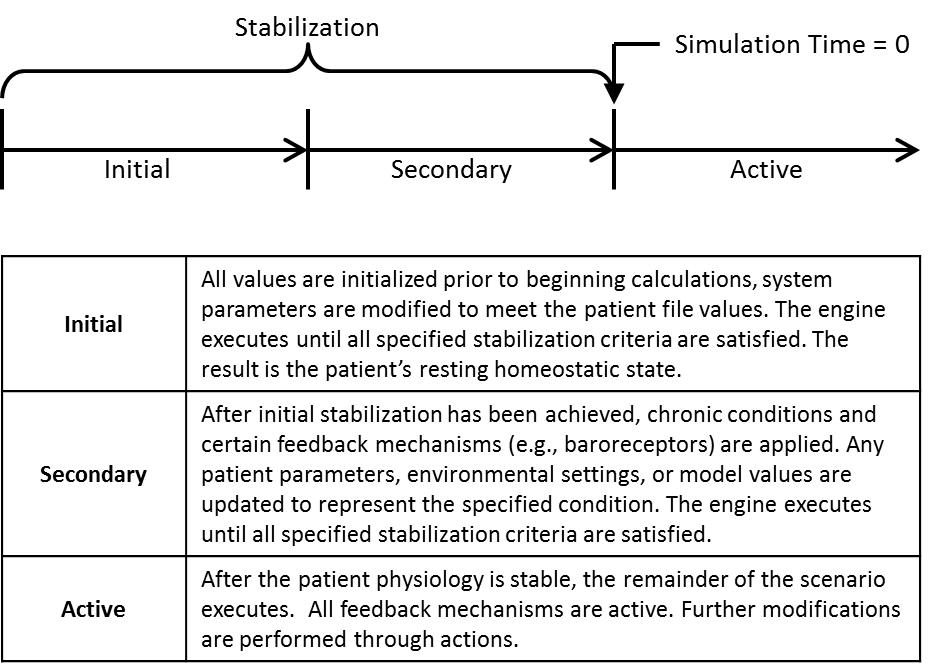 Stabilization
Simulation Time = 0
Initial
Secondary
Active
Initial
All values are initialized prior to beginning calculations, system
parameters are modified to meet the patient file values. The engine
executes until all specified stabilization criteria are satisfied. The
result is the patient’s resting homeostatic state.
Secondary
After initial stabilization has been achieved, chronic conditions and
certain feedback mechanisms (e.g., baroreceptors) are applied. Any
patient parameters, environmental settings, or model values are
updated to represent the specified condition. The engine executes
until all specified stabilization criteria are satisfied.
Active
After the patient physiology is stable, the remainder of the scenario
executes.  All feedback mechanisms are active. Further modifications
are performed through actions.